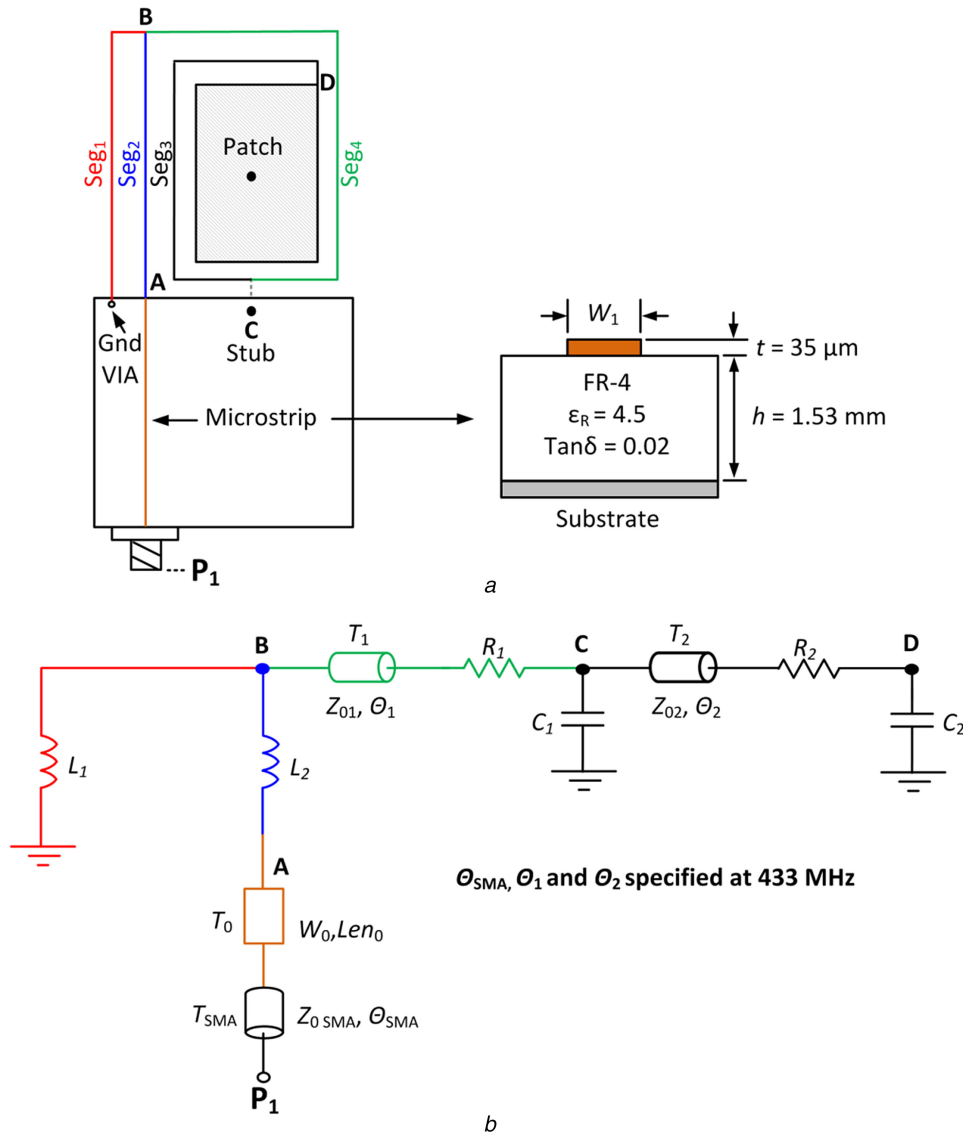 B
D
Seg1
Seg2
Seg3
Patch
Seg4
A
C
Gnd
VIA
Stub
Microstrip
P1
W1
t = 35 µm
FR-4
εR = 4.5
Tanδ = 0.02
h = 1.53 mm
Substrate
a
B
T1
R1
C
T2
R2
D
Z01, Θ1
Z02, Θ2
C1
C2
L1
L2
A
ΘSMA, Θ1 and Θ2 specified at 433 MHz
T0
W0,Len0
TSMA
Z0 SMA, ΘSMA
P1
b